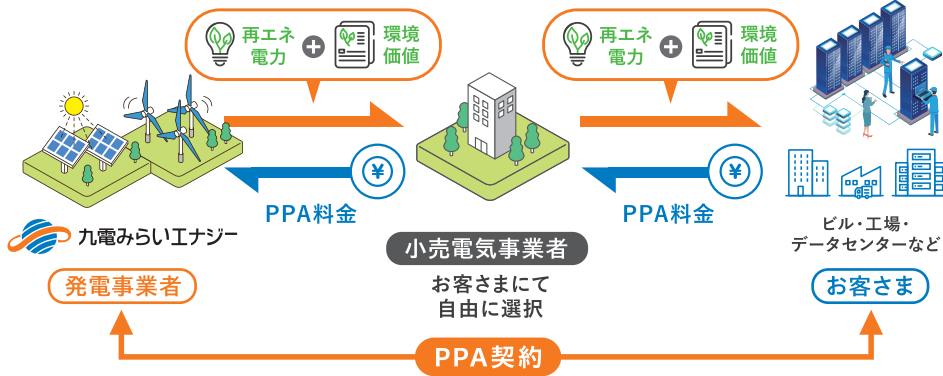 再エネ
電力
環境
価値
再エネ
電力
環境
価値
¥
PPA料金
¥
PPA料金
九電みらいエナジー
発電事業者
小売電気事業者
お客さまにて
自由に選択
ビル・工場・
データセンターなど
お客さま
PPA契約